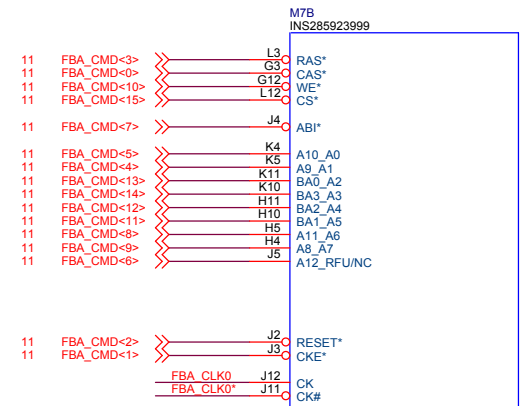 M7B
INS285923999
11 FBA_CMD<3> L3 RAS*
11 FBA_CMD<0> G3 CAS*
11 FBA_CMD<10> G12 WE*
11 FBA_CMD<15> L12 CS*
11 FBA_CMD<7> J4 ABI*
11 FBA_CMD<5> K4 A10_A0
11 FBA_CMD<4> K5 A9_A1
11 FBA_CMD<13> K11 BA0_A2
11 FBA_CMD<14> K10 BA3_A3
11 FBA_CMD<12> H11 BA2_A4
11 FBA_CMD<11> H10 BA1_A5
11 FBA_CMD<8> H5 A11_A6
11 FBA_CMD<9> H4 A8_A7
11 FBA_CMD<6> J5 A12_RFU/NC
11 FBA_CMD<2> J2 RESET*
11 FBA_CMD<1> J3 CKE*
FBA_CLK0 J12 CK
FBA_CLK0* J11 CK#